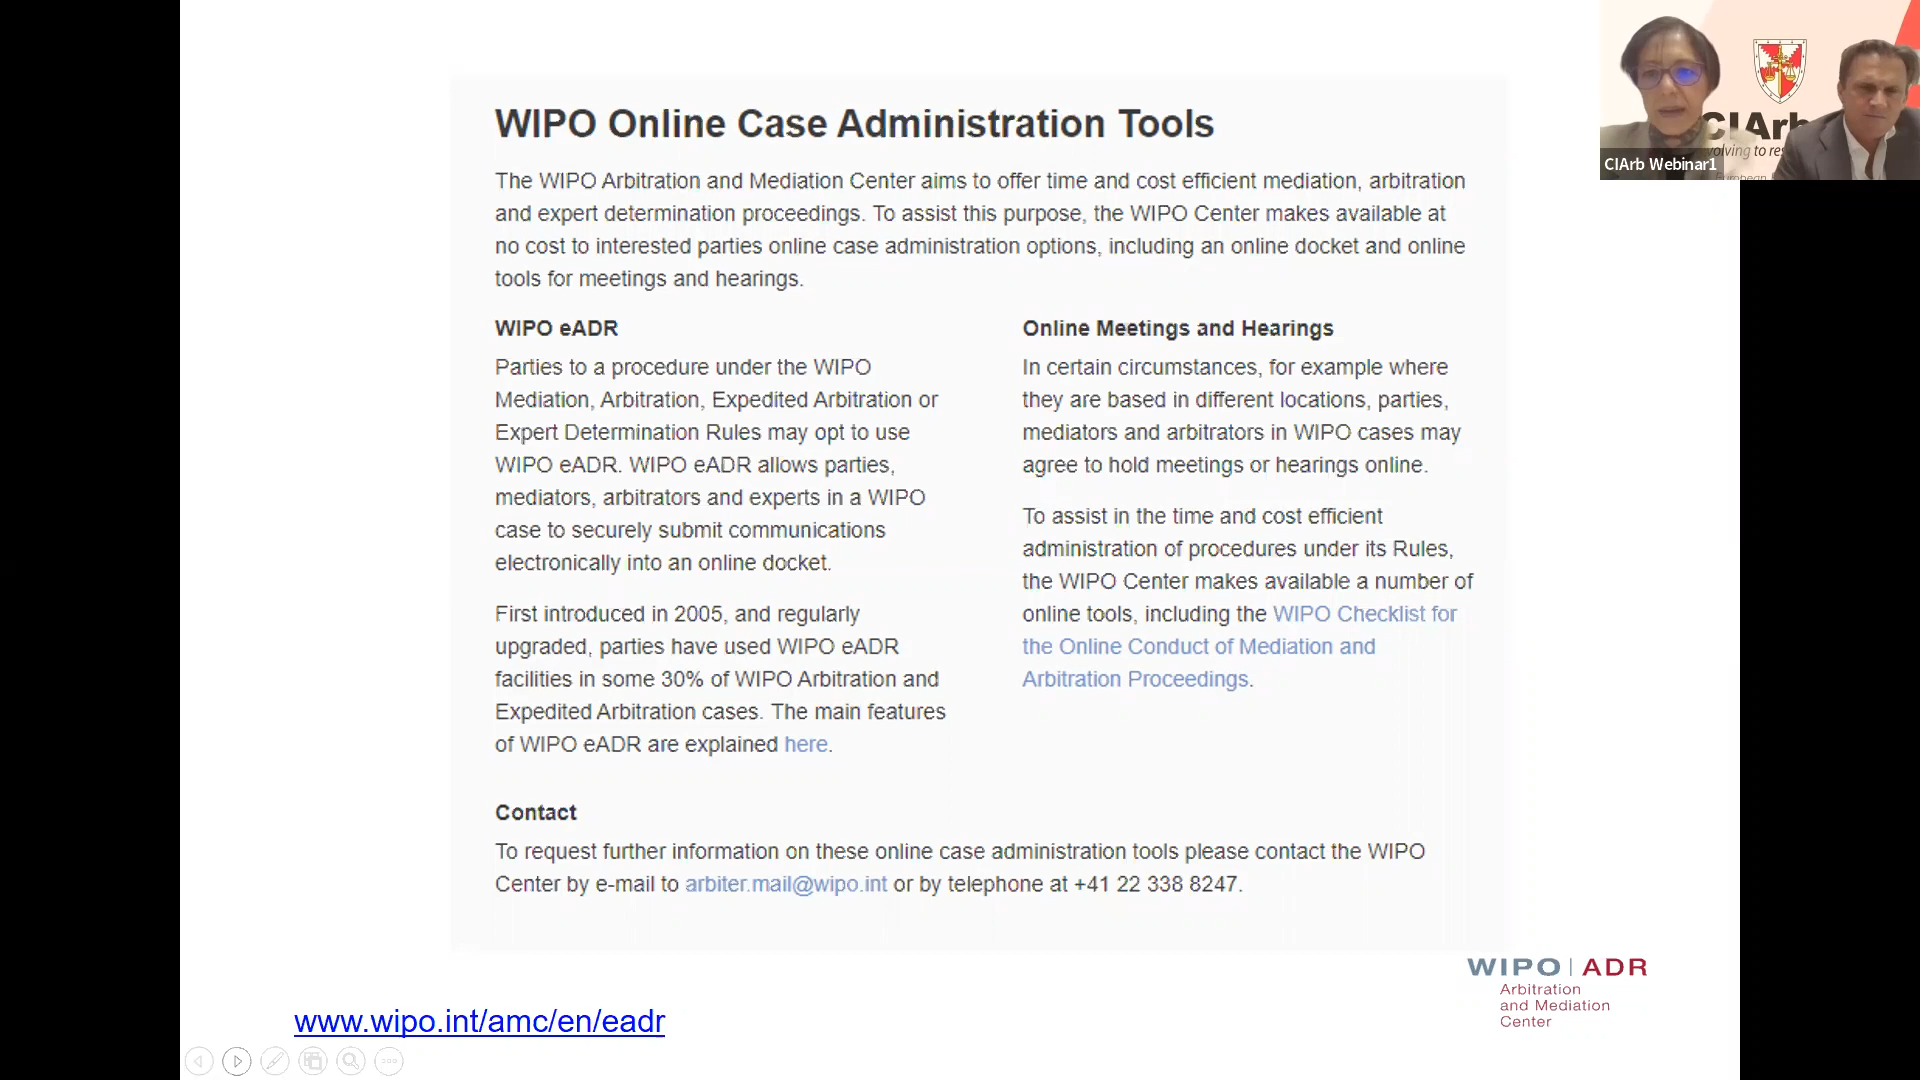 WIPO Online Case Administration Tools
The WIPO Arbitration and Mediation Center aims to offer time and cost efficient mediation, arbitration
and expert determination proceedings. To assist this purpose, the WIPO Center makes available at
no cost to interested parties online case administration options, including an online docket and online
tools for meetings and hearings.
WIPO eADR
Parties to a procedure under the WIPO
Mediation, Arbitration, Expedited Arbitration or
Expert Determination Rules may opt to use
WIPO eADR. WIPO eADR allows parties,
mediators, arbitrators and experts in a WIPO
case to securely submit communications
electronically into an online docket.
First introduced in 2005, and regularly
upgraded, parties have used WIPO eADR
facilities in some 30% of WIPO Arbitration and
Expedited Arbitration cases. The main features
of WIPO eADR are explained here.
Online Meetings and Hearings
In certain circumstances, for example where
they are based in different locations, parties,
mediators and arbitrators in WIPO cases may
agree to hold meetings or hearings online.
To assist in the time and cost efficient
administration of procedures under its Rules,
the WIPO Center makes available a number of
online tools, including the WIPO Checklist for
the Online Conduct of Mediation and
Arbitration Proceedings.
Contact
To request further information on these online case administration tools please contact the WIPO
Center by e-mail to arbiter.mail@wipo.int or by telephone at +41 22 338 8247.
WIPO | ADR
Arbitration
and Mediation
Center
www.wipo.int/amc/en/eadr
CIArb
CIArb Webinar1